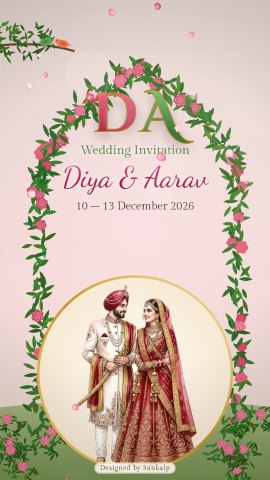 DA
Wedding Invitation
Diya & Aarav
10 — 13 December 2026
Designed by Sankalp